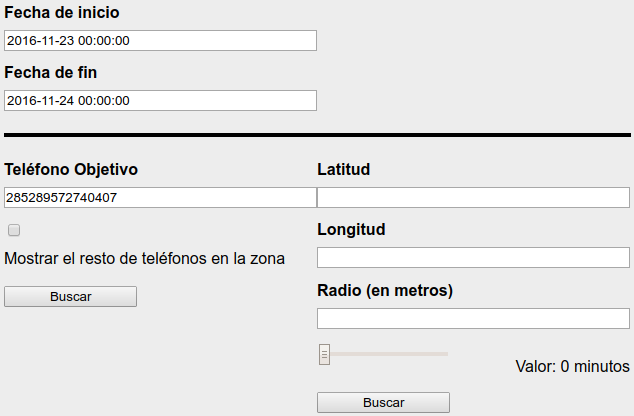 Fecha de inicio
2016-11-23 00:00:00
Fecha de fin
2016-11-24 00:00:00
Teléfono Objetivo
285289572740407
Mostrar el resto de teléfonos en la zona
Buscar
Latitud
Longitud
Radio (en metros)
Valor: 0 minutos
Buscar